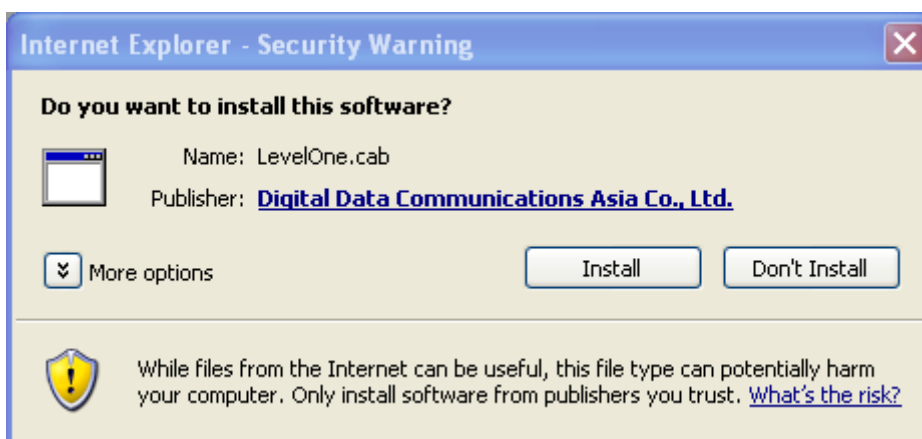 Internet Explorer - Security Warning
Do you want to install this software?
Name: LevelOne.cab
Publisher: Digital Data Communications Asia Co., Ltd.
More options
Install
Don't Install
While files from the Internet can be useful, this file type can potentially harm
your computer. Only install software from publishers you trust. What's the risk?